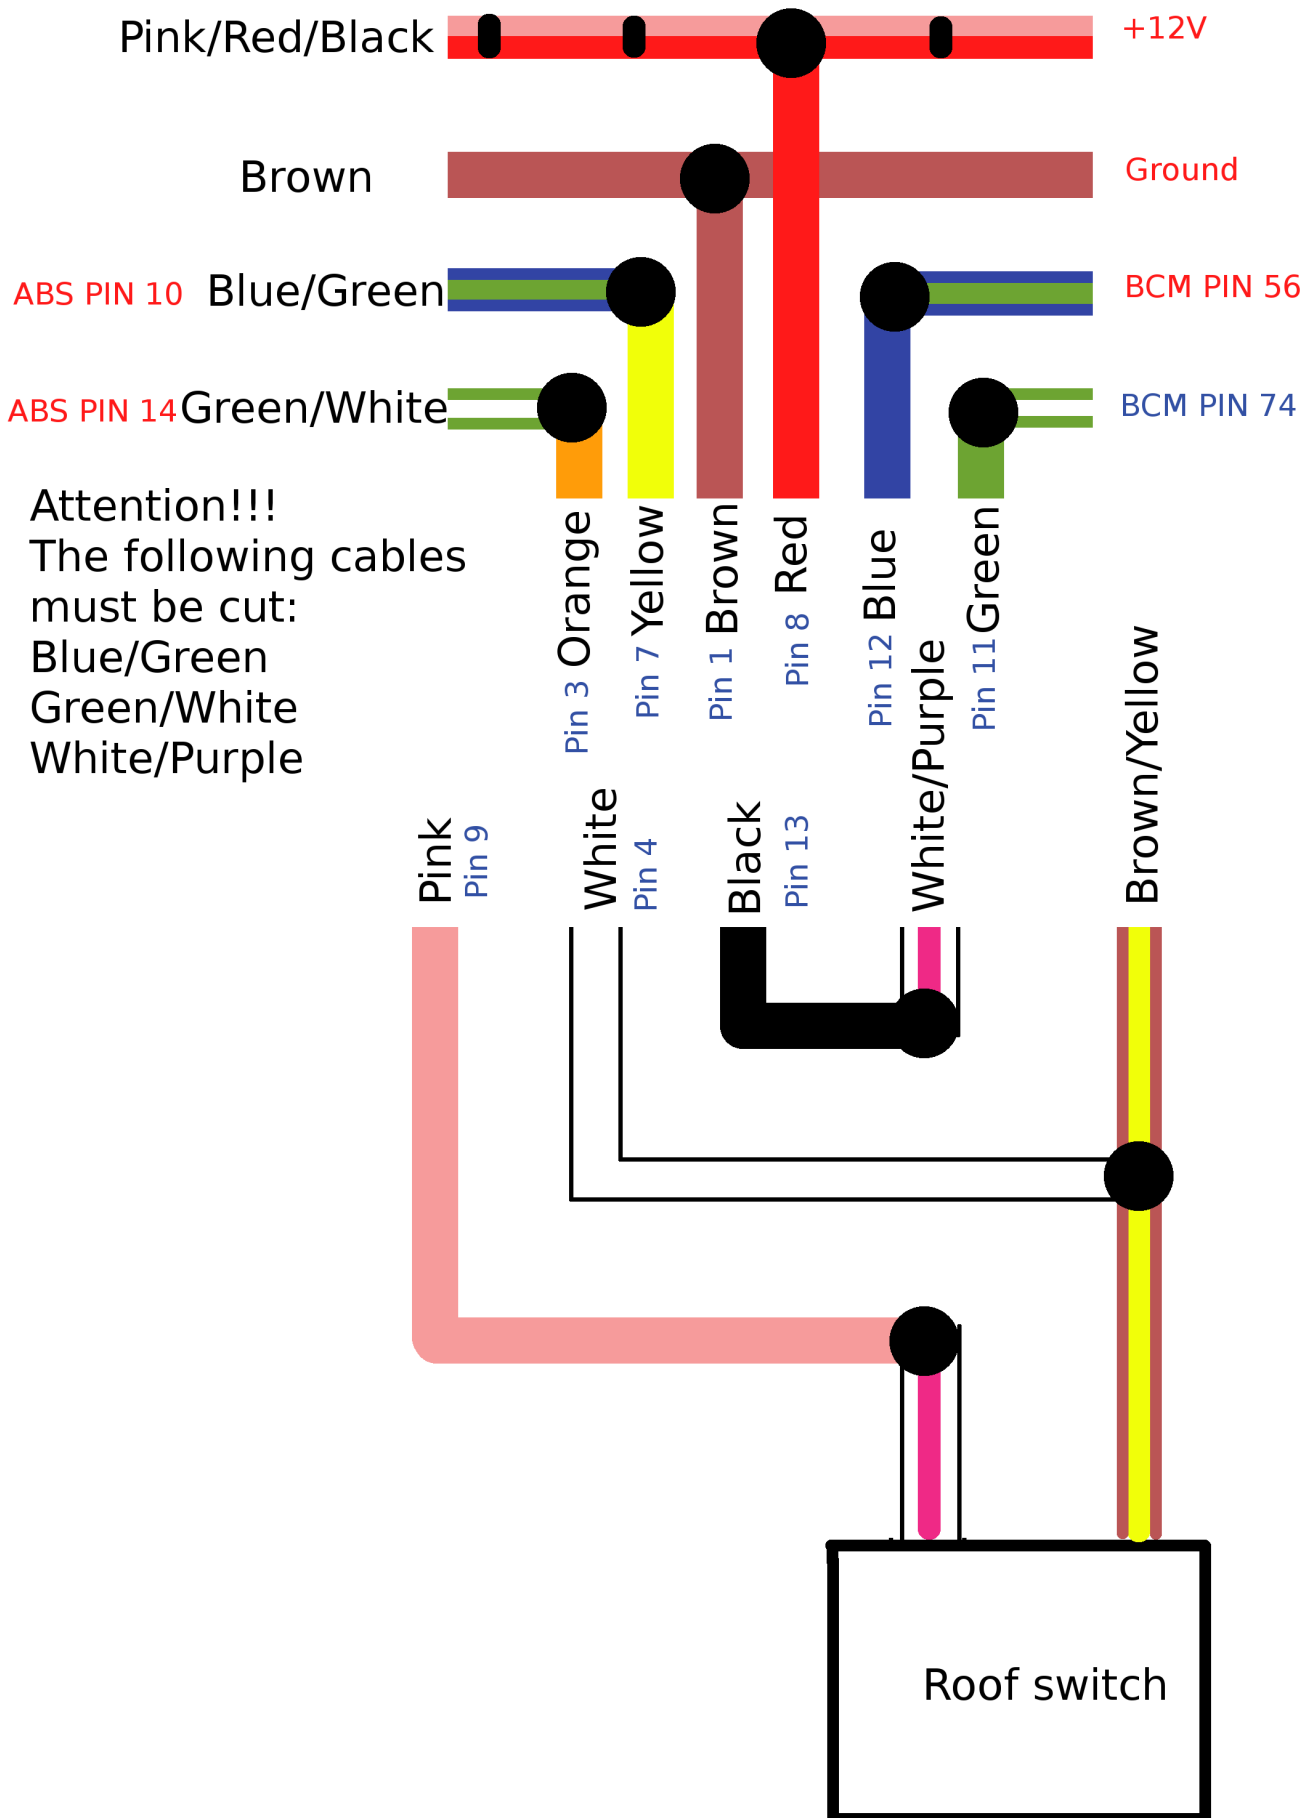 Pink/Red/Black
+12V
Brown
Ground
ABS PIN 10
Blue/Green
BCM PIN 56
ABS PIN 14
Green/White
BCM PIN 74
Attention!!!
The following cables
must be cut:
Blue/Green
Green/White
White/Purple
Pin 3 Orange
Pin 7 Yellow
Pin 1 Brown
Pin 8 Red
Pin 12 Blue
Pin 11 Green
Pink
Pin 9
White
Pin 4
Black
Pin 13
White/Purple
Brown/Yellow
Roof switch